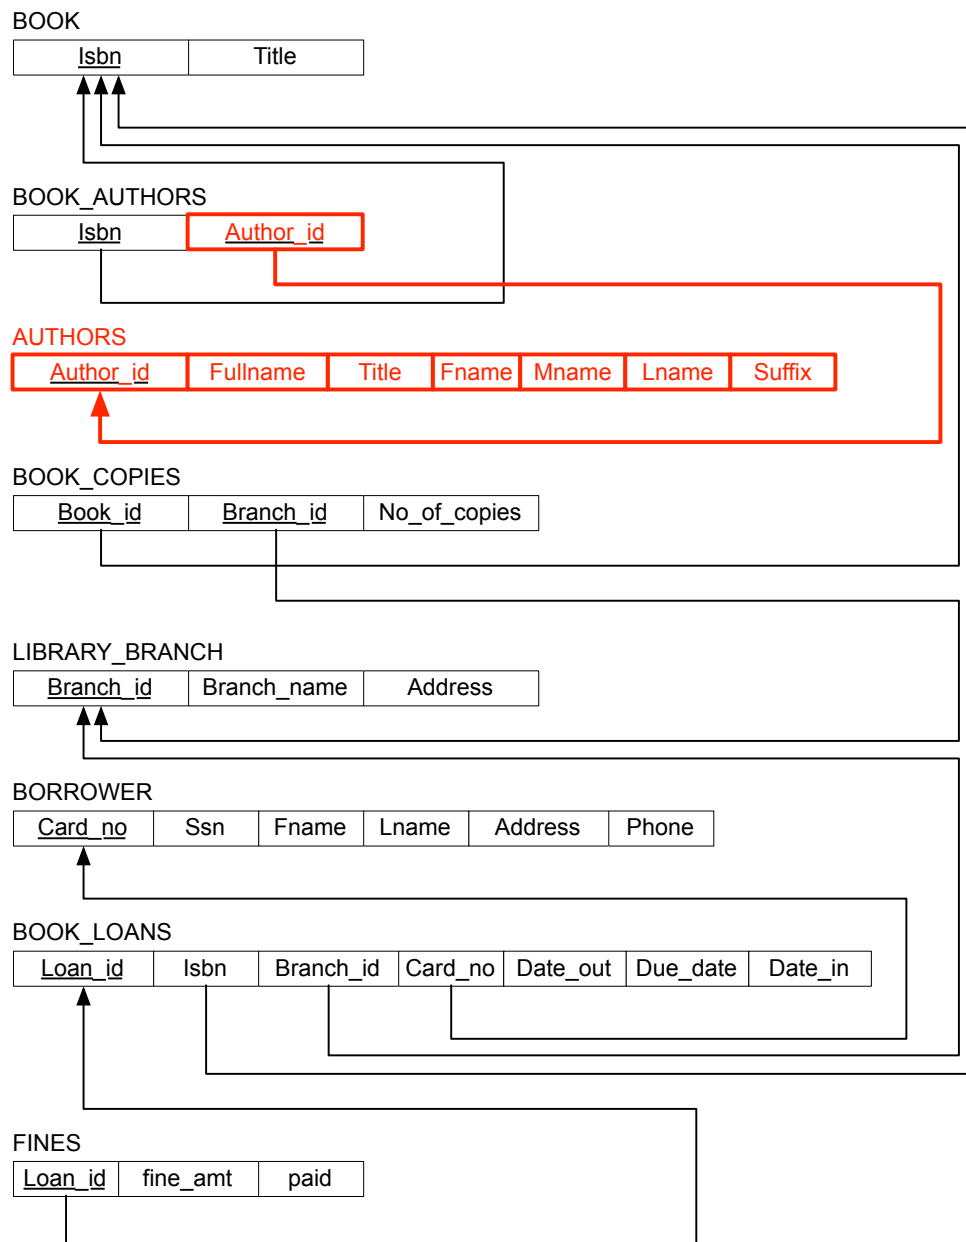 BOOK
Isbn Title
BOOK_AUTHORS
Isbn Author_id
AUTHORS
Author_id Fullname Title Fname Mname Lname Suffix
BOOK_COPIES
Book_id Branch_id No_of_copies
LIBRARY_BRANCH
Branch_id Branch_name Address
BORROWER
Card_no Ssn Fname Lname Address Phone
BOOK_LOANS
Loan_id Isbn Branch_id Card_no Date_out Due_date Date_in
FINES
Loan_id fine_amt paid